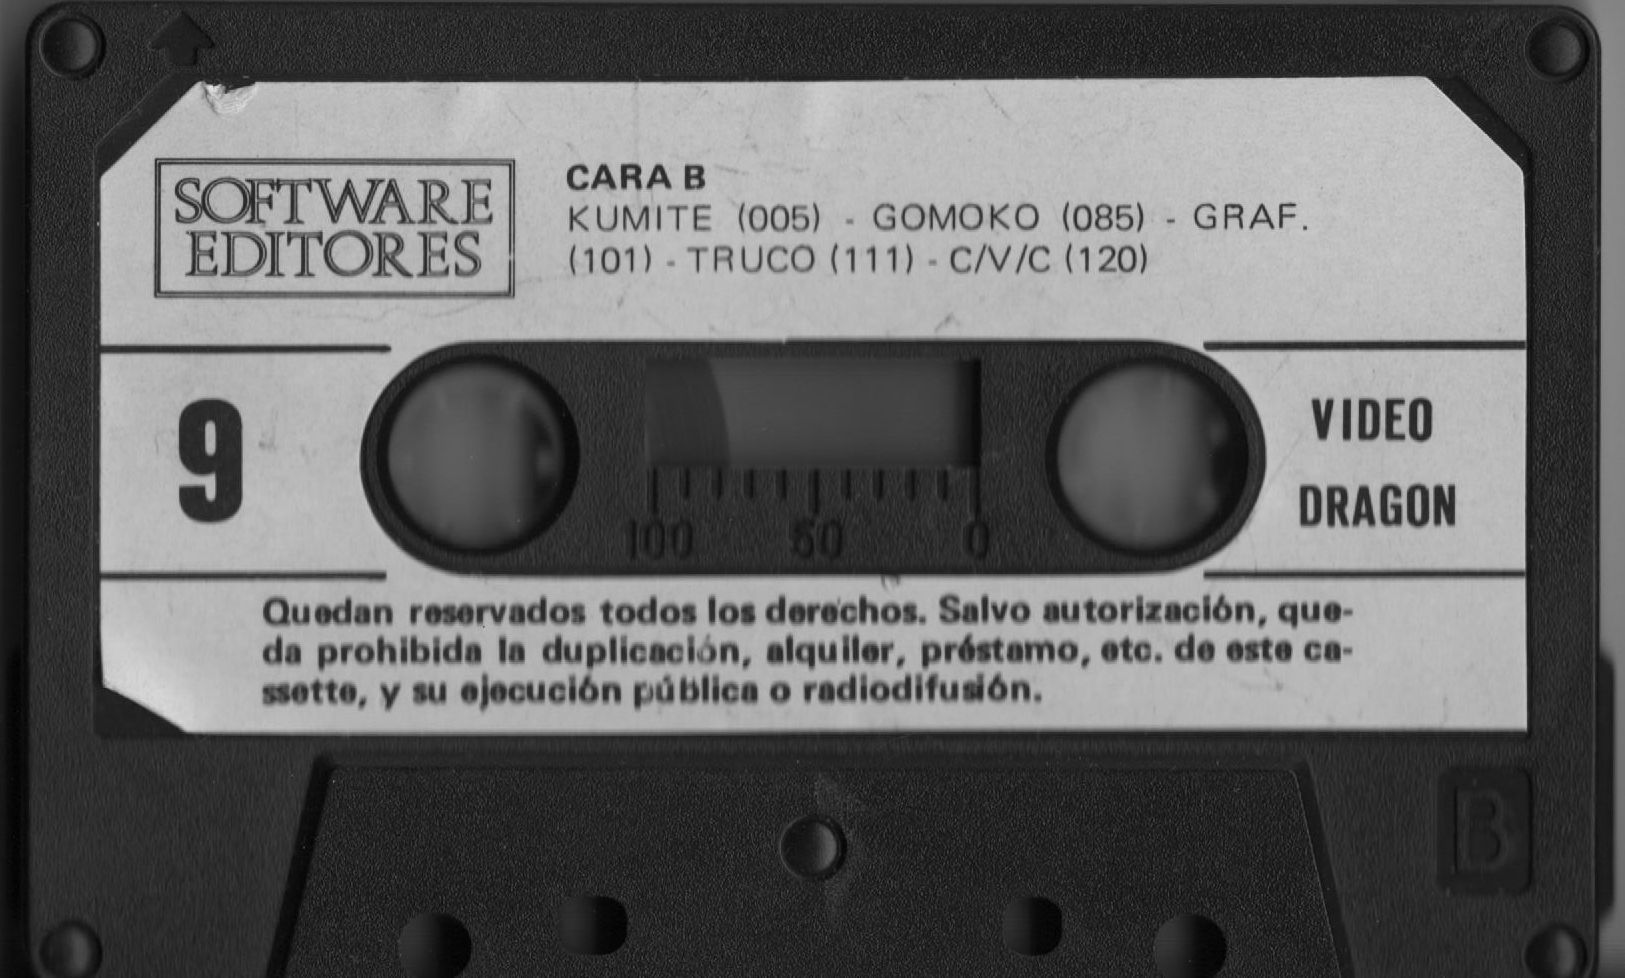 SOFTWARE
EDITORES
CARA B
KUMITE (005) - GOMOKO (085) - GRAF.
(101) - TRUCO (111) - C/V/C (120)
9
VIDEO
DRAGON
100 50 0
Quedan reservados todos los derechos. Salvo autorización, que-
da prohibida la duplicación, alquiler, préstamo, etc. de este ca-
ssette, y su ejecución pública o radiodifusión.
B